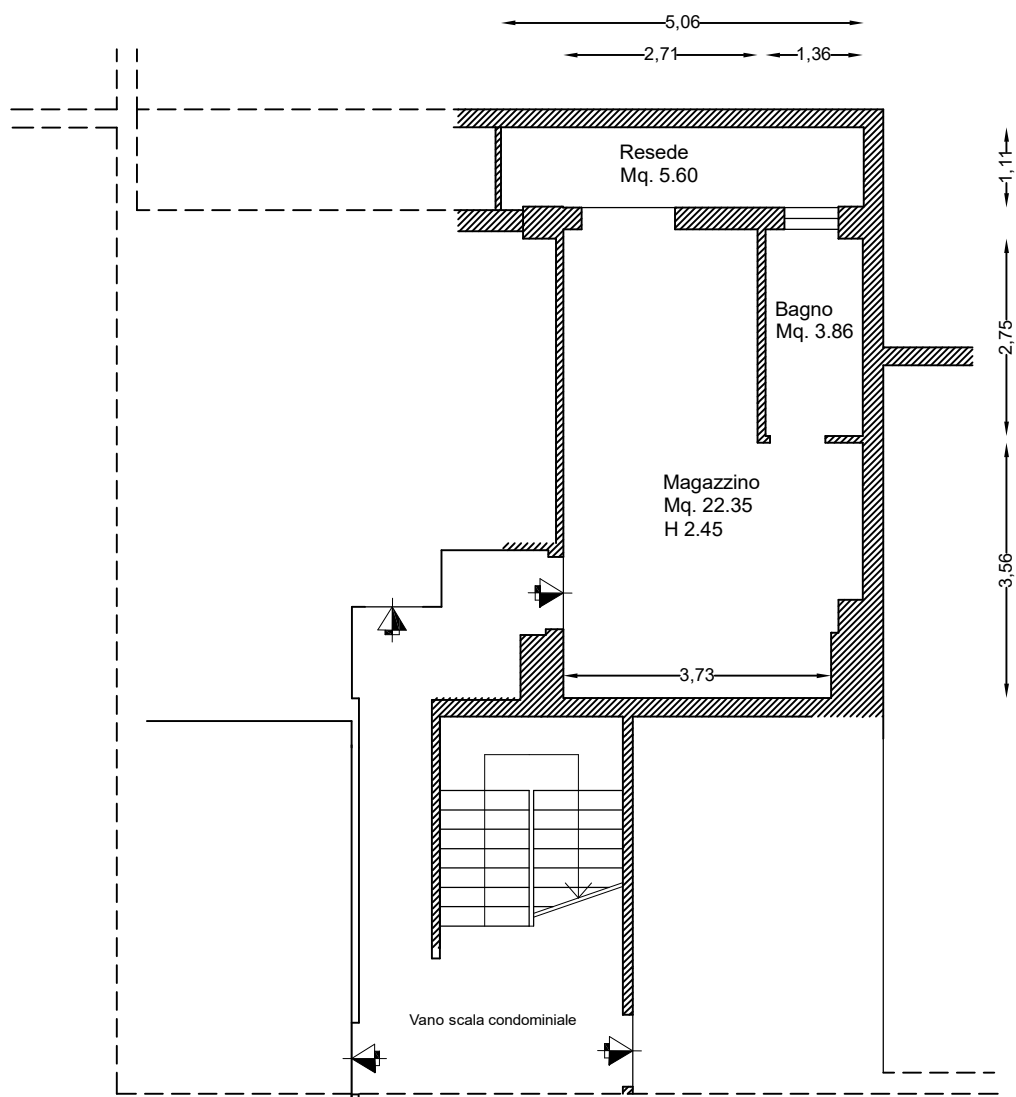 5,06
2,71
1,36
Resede
Mq. 5.60
1,11
Bagno
Mq. 3.86
2,75
Magazzino
Mq. 22.35
H 2.45
3,56
3,73
Vano scala condominiale